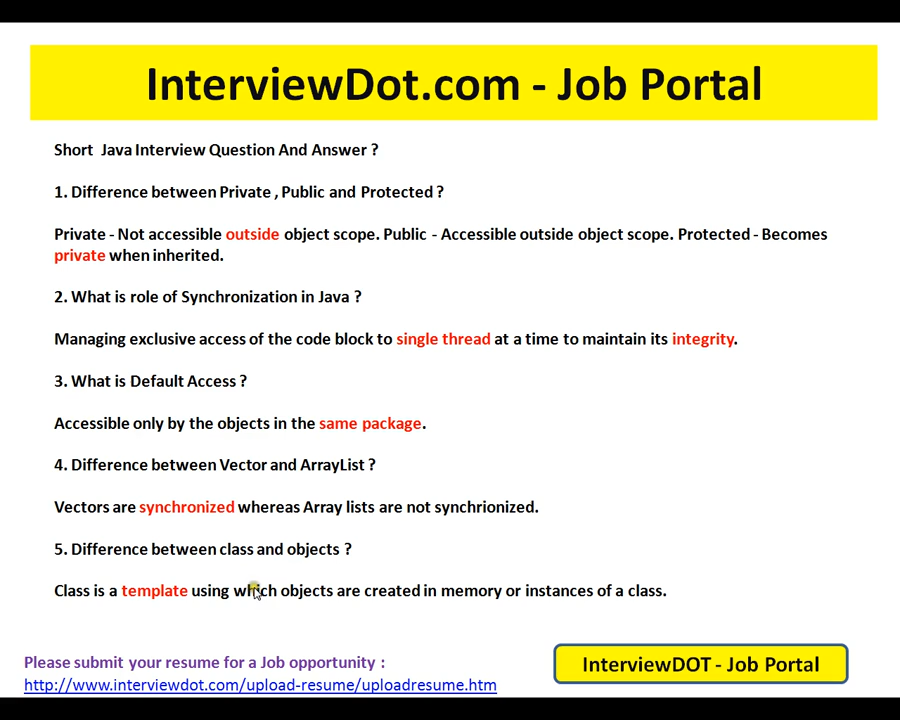 InterviewDot.com - Job Portal
Short Java Interview Question And Answer ?
1. Difference between Private , Public and Protected ?
Private - Not accessible outside object scope. Public - Accessible outside object scope. Protected - Becomes
private when inherited.
2. What is role of Synchronization in Java ?
Managing exclusive access of the code block to single thread at a time to maintain its integrity.
3. What is Default Access ?
Accessible only by the objects in the same package.
4. Difference between Vector and ArrayList ?
Vectors are synchronized whereas Array lists are not synchrionized.
5. Difference between class and objects ?
Class is a template using which objects are created in memory or instances of a class.
Please submit your resume for a Job opportunity :
http://www.interviewdot.com/upload-resume/uploadresume.htm
InterviewDOT - Job Portal